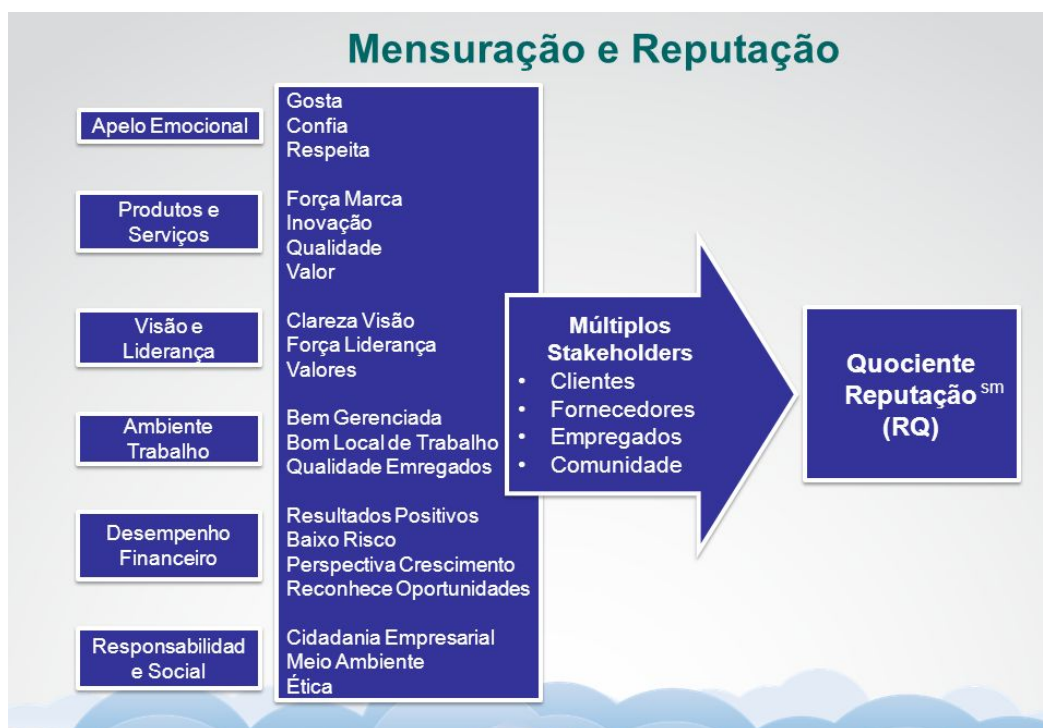 Mensuração e Reputação
Apelo Emocional
Gosta
Confia
Respeita
Produtos e
Serviços
Força Marca
Inovação
Qualidade
Valor
Visão e
Liderança
Clareza Visão
Força Liderança
Valores
Ambiente
Trabalho
Bem Gerenciada
Bom Local de Trabalho
Qualidade Emregados
Desempenho
Financeiro
Resultados Positivos
Baixo Risco
Perspectiva Crescimento
Reconhece Oportunidades
Responsabilidad
e Social
Cidadania Empresarial
Meio Ambiente
Ética
Múltiplos
Stakeholders
• Clientes
• Fornecedores
• Empregados
• Comunidade
Quociente
Reputação sm
(RQ)